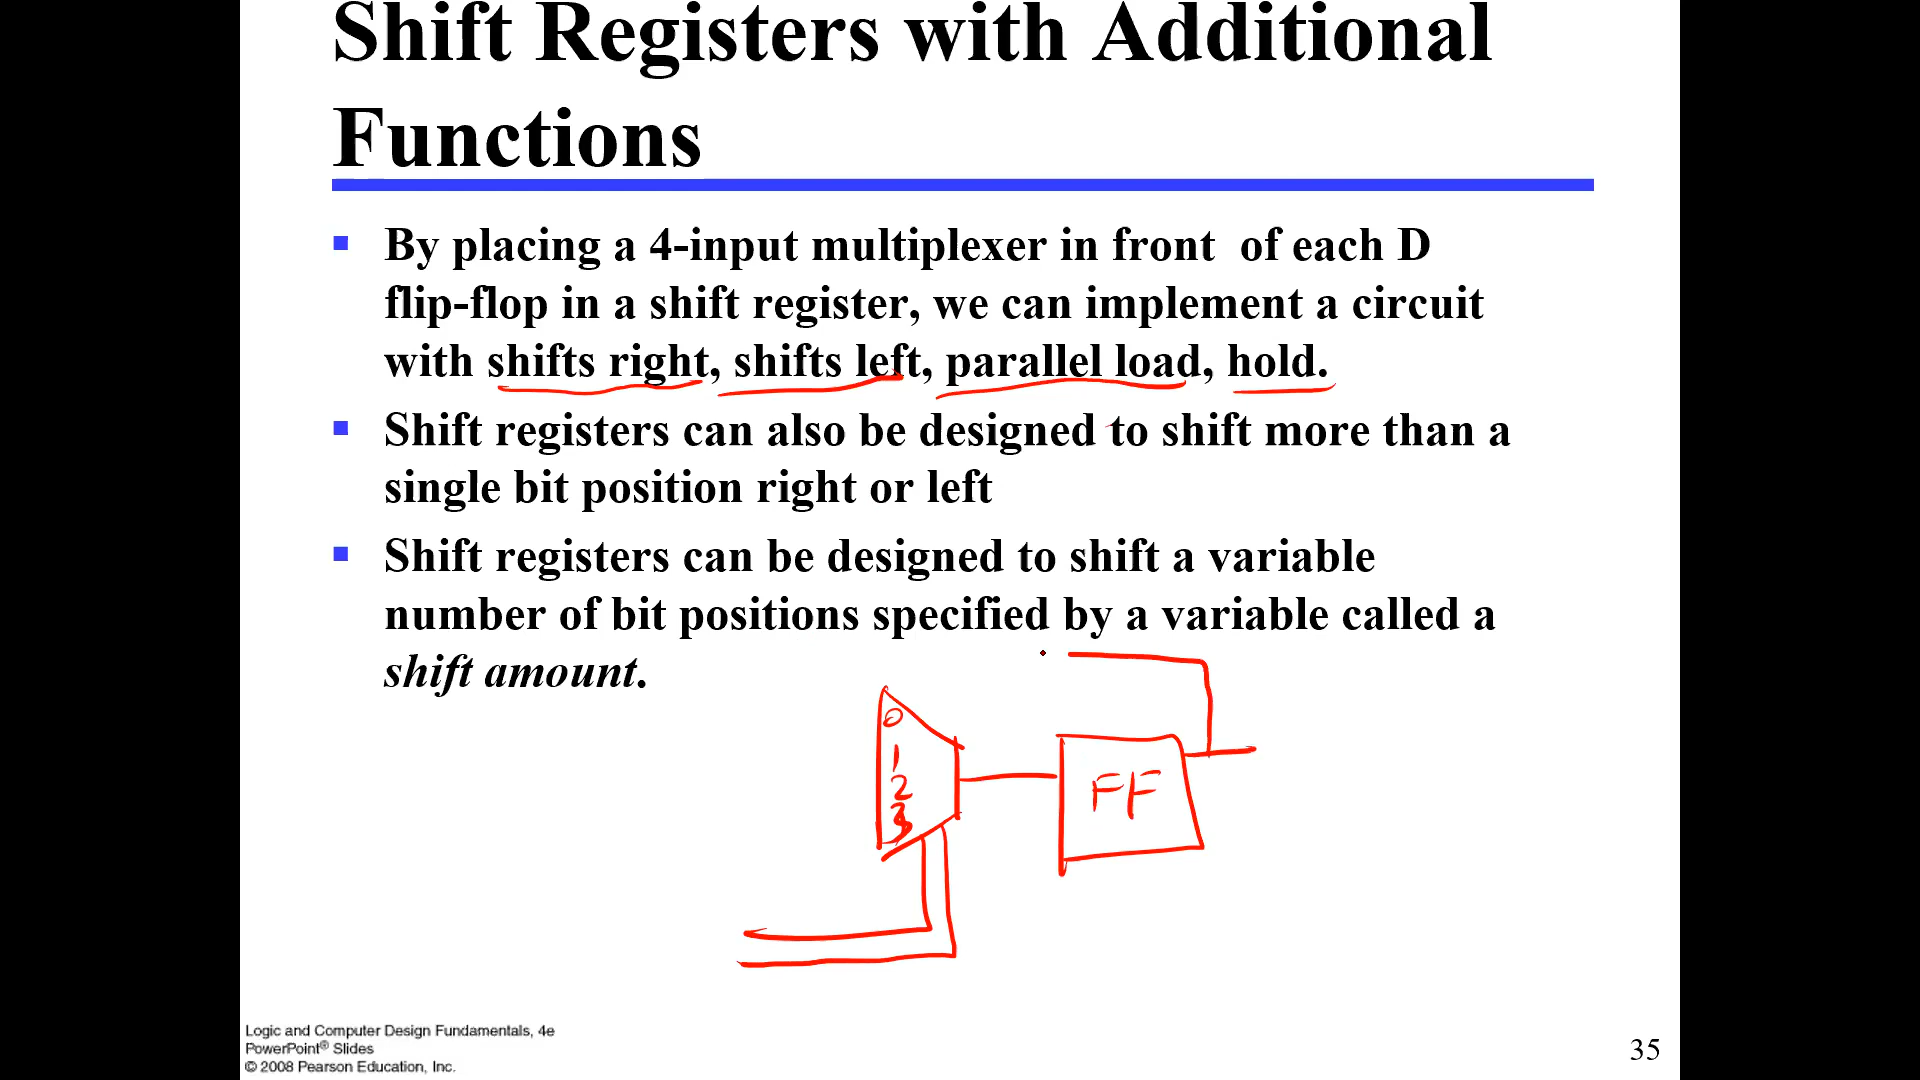 Shift Registers with Additional
Functions
By placing a 4-input multiplexer in front of each D
flip-flop in a shift register, we can implement a circuit
with shifts right, shifts left, parallel load, hold.
Shift registers can also be designed to shift more than a
single bit position right or left
Shift registers can be designed to shift a variable
number of bit positions specified by a variable called a
shift amount.
0
1
2
3
FF
Logic and Computer Design Fundamentals, 4e
PowerPoint® Slides
© 2008 Pearson Education, Inc.
35